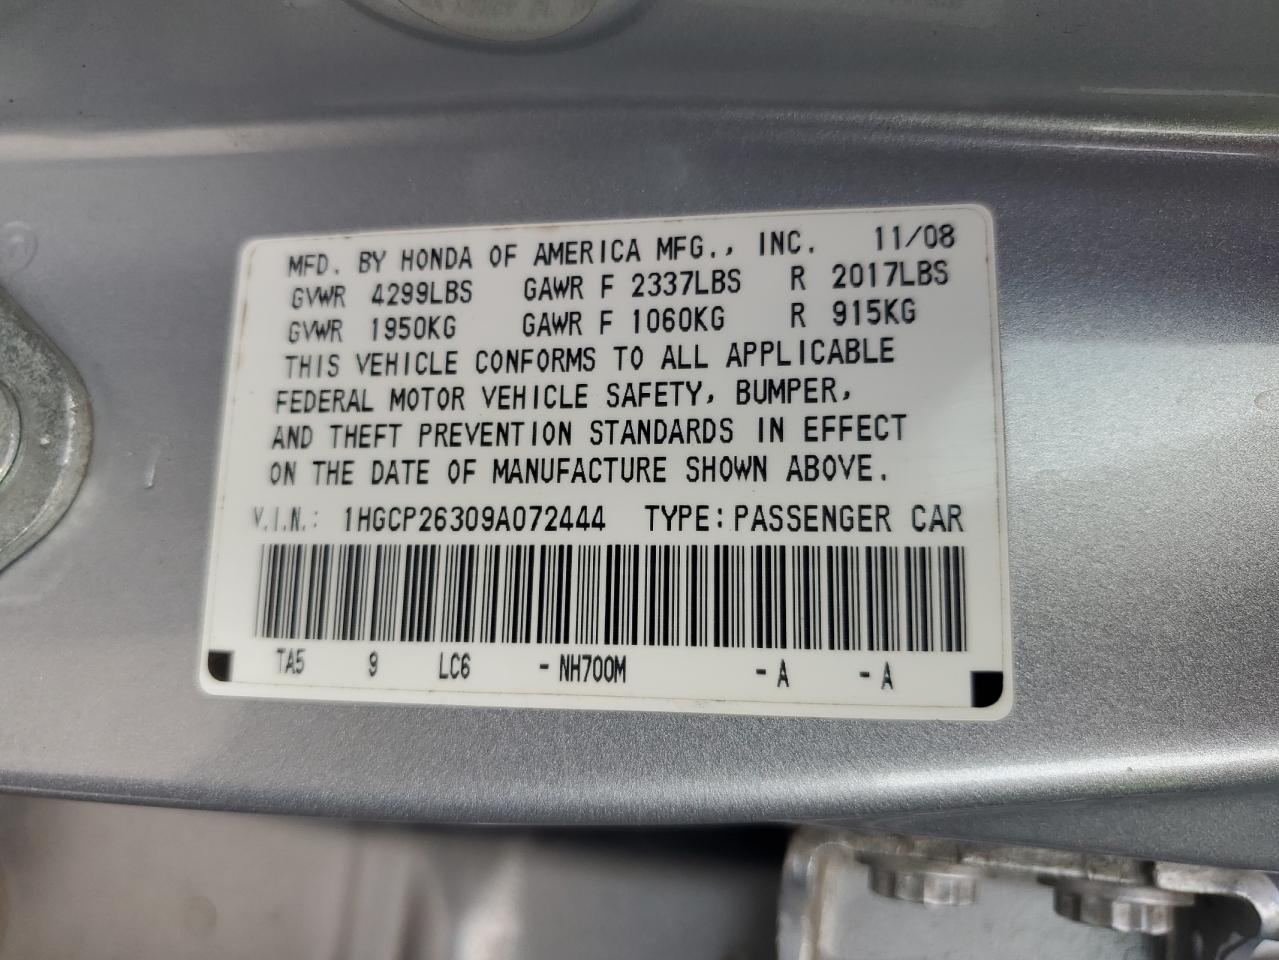 MFD. BY HONDA OF AMERICA MFG., INC. 11/08
GVWR 4299LBS GAWR F 2337LBS R 2017LBS
GVWR 1950KG GAWR F 1060KG R 915KG
THIS VEHICLE CONFORMS TO ALL APPLICABLE
FEDERAL MOTOR VEHICLE SAFETY, BUMPER,
AND THEFT PREVENTION STANDARDS IN EFFECT
ON THE DATE OF MANUFACTURE SHOWN ABOVE.
V.I.N.: 1HGCP26309A072444 TYPE: PASSENGER CAR
TA5 9 LC6 - NH700M - A - A